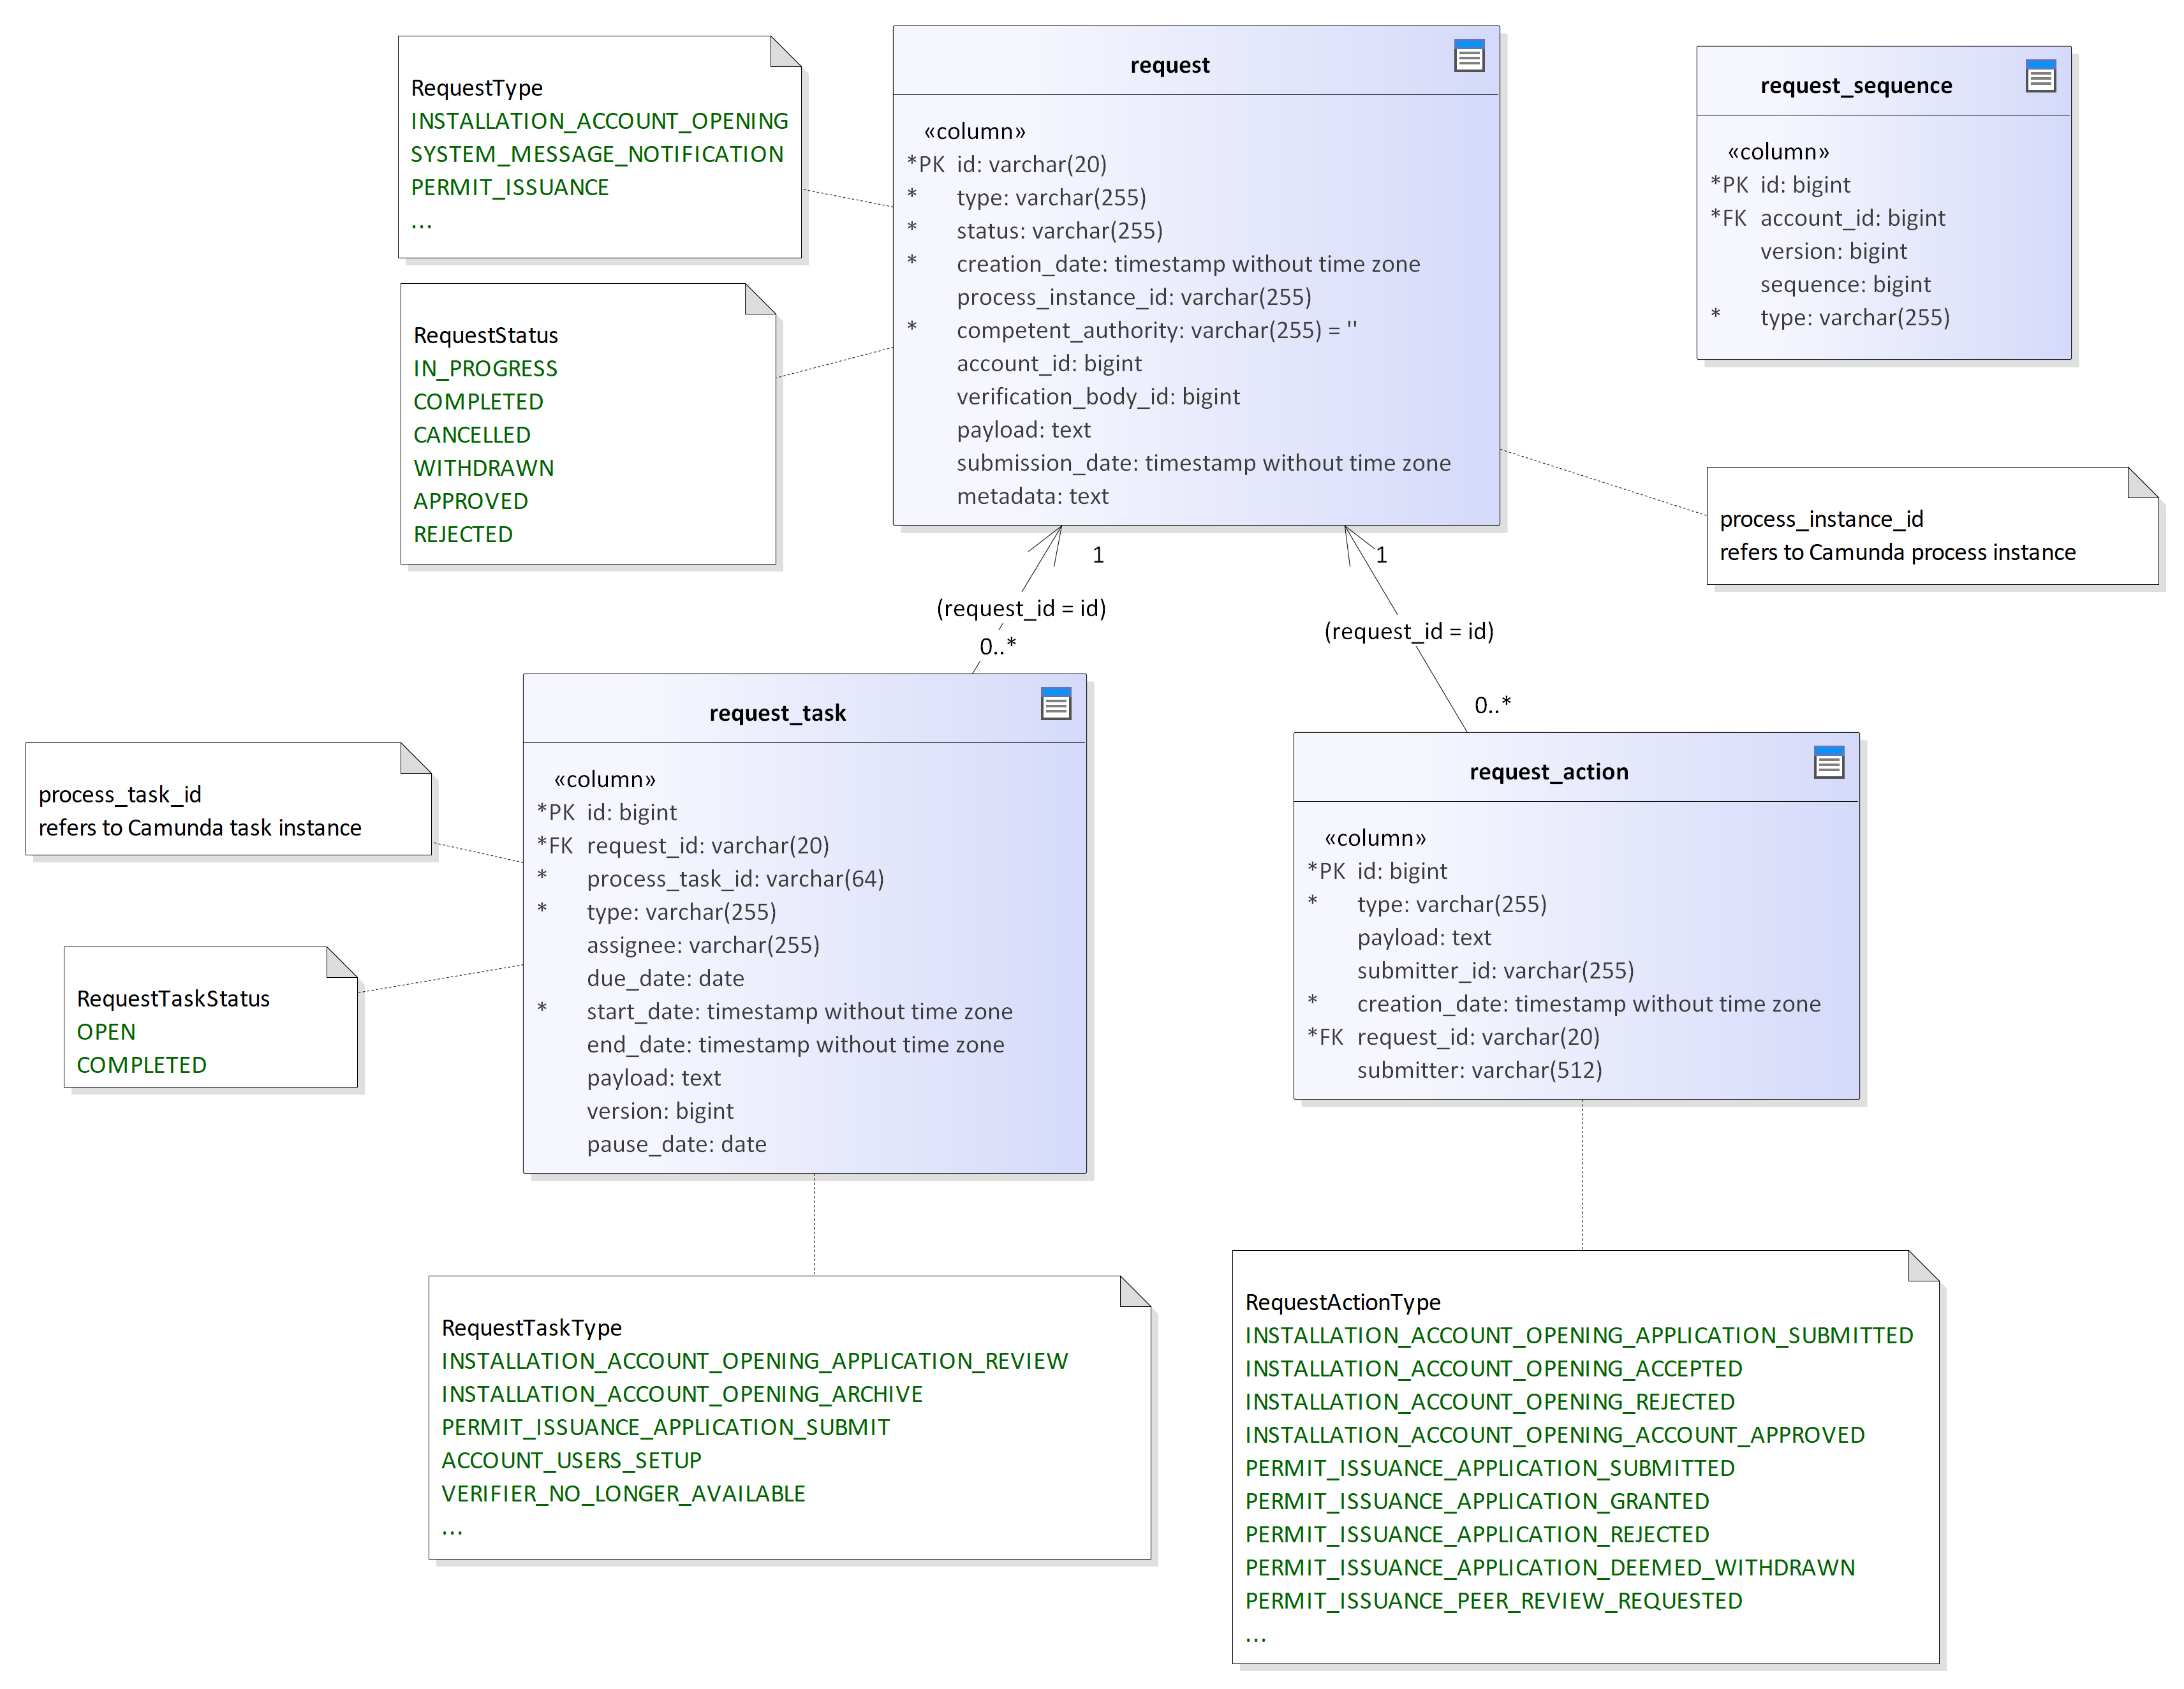 RequestType
INSTALLATION_ACCOUNT_OPENING
SYSTEM_MESSAGE_NOTIFICATION
PERMIT_ISSUANCE
...
RequestStatus
IN_PROGRESS
COMPLETED
CANCELLED
WITHDRAWN
APPROVED
REJECTED
request
«column»
*PK id: varchar(20)
* type: varchar(255)
* status: varchar(255)
* creation_date: timestamp without time zone
process_instance_id: varchar(255)
* competent_authority: varchar(255) = ''
account_id: bigint
verification_body_id: bigint
payload: text
submission_date: timestamp without time zone
metadata: text
request_sequence
«column»
*PK id: bigint
*FK account_id: bigint
version: bigint
sequence: bigint
* type: varchar(255)
process_instance_id
refers to Camunda process instance
1
(request_id = id)
0..*
1
(request_id = id)
0..*
process_task_id
refers to Camunda task instance
RequestTaskStatus
OPEN
COMPLETED
request_task
«column»
*PK id: bigint
*FK request_id: varchar(20)
* process_task_id: varchar(64)
* type: varchar(255)
assignee: varchar(255)
due_date: date
* start_date: timestamp without time zone
end_date: timestamp without time zone
payload: text
version: bigint
pause_date: date
request_action
«column»
*PK id: bigint
* type: varchar(255)
payload: text
submitter_id: varchar(255)
* creation_date: timestamp without time zone
*FK request_id: varchar(20)
submitter: varchar(512)
RequestTaskType
INSTALLATION_ACCOUNT_OPENING_APPLICATION_REVIEW
INSTALLATION_ACCOUNT_OPENING_ARCHIVE
PERMIT_ISSUANCE_APPLICATION_SUBMIT
ACCOUNT_USERS_SETUP
VERIFIER_NO_LONGER_AVAILABLE
...
RequestActionType
INSTALLATION_ACCOUNT_OPENING_APPLICATION_SUBMITTED
INSTALLATION_ACCOUNT_OPENING_ACCEPTED
INSTALLATION_ACCOUNT_OPENING_REJECTED
INSTALLATION_ACCOUNT_OPENING_ACCOUNT_APPROVED
PERMIT_ISSUANCE_APPLICATION_SUBMITTED
PERMIT_ISSUANCE_APPLICATION_GRANTED
PERMIT_ISSUANCE_APPLICATION_REJECTED
PERMIT_ISSUANCE_APPLICATION_DEEMED_WITHDRAWN
PERMIT_ISSUANCE_PEER_REVIEW_REQUESTED
...